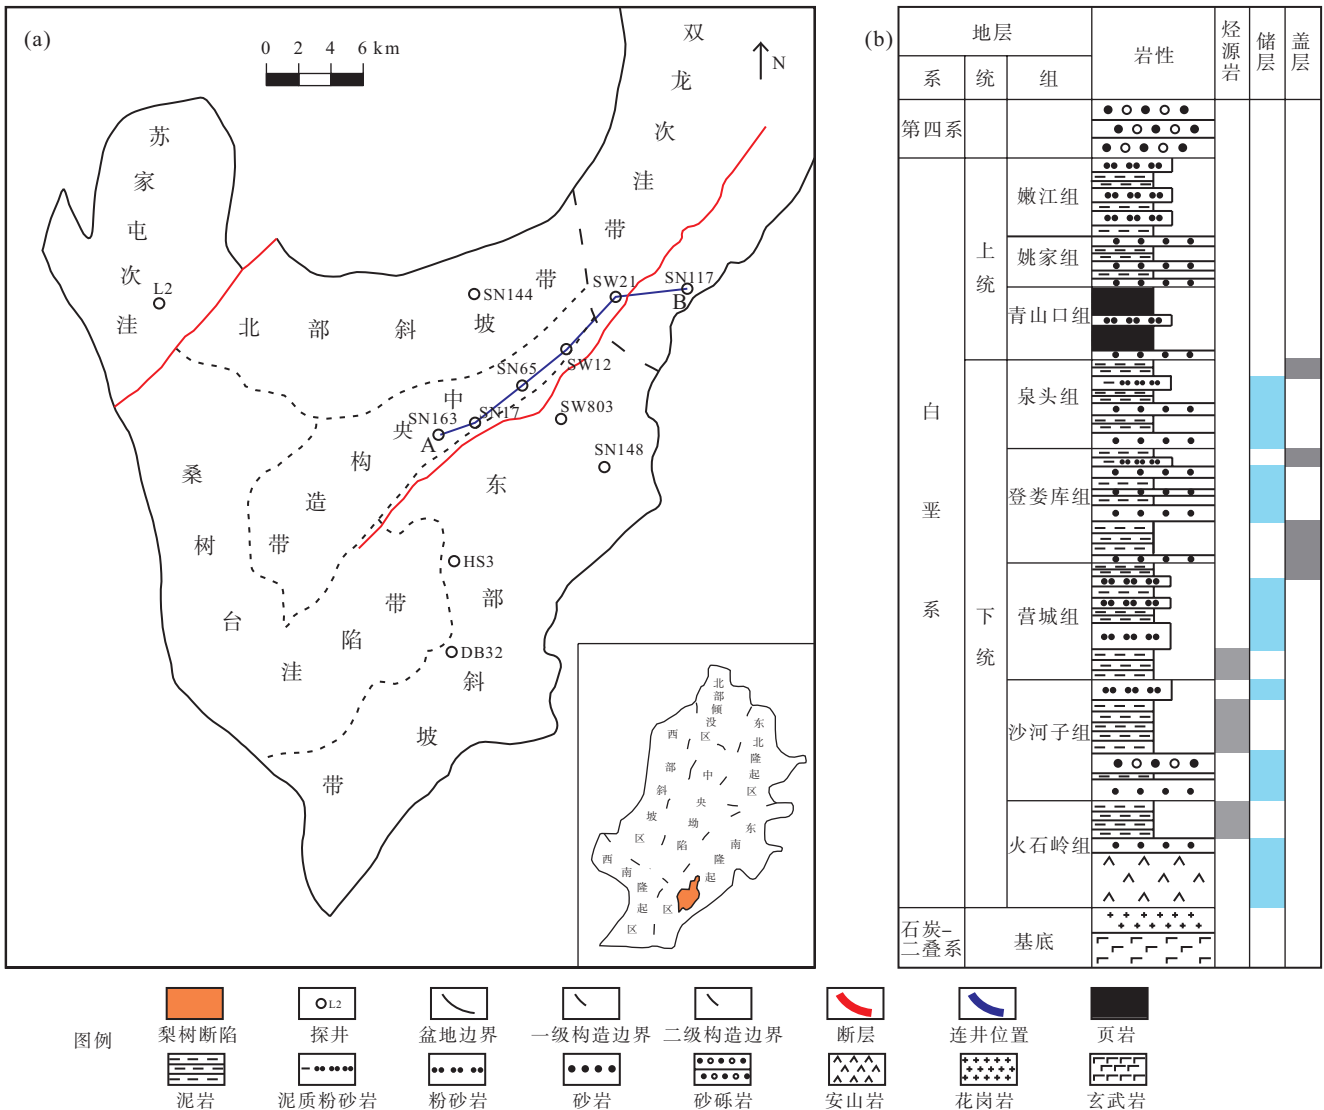 (a)
0 2 4 6 km
N
双龙次洼带
苏家屯次洼
L2
北部斜坡带
SN144
SW21
SN117
B
SW12
SN65
SN17
SN163
A
SW803
SN148
中央构造带
桑树台洼陷带
东部斜坡带
HS3
DB32
北部倾没区
东北隆起区
西部斜坡区
中央坳陷区
东南隆起区
西南隆起区
(b)
地层
岩性
烃源岩
储层
盖层
系
统
组
第四系
白垩系
上统
嫩江组
姚家组
青山口组
下统
泉头组
登娄库组
营城组
沙河子组
火石岭组
石炭–
二叠系
基底
图例
梨树断陷
L2
探井
盆地边界
一级构造边界
二级构造边界
断层
连井位置
页岩
泥岩
泥质粉砂岩
粉砂岩
砂岩
砂砾岩
安山岩
花岗岩
玄武岩